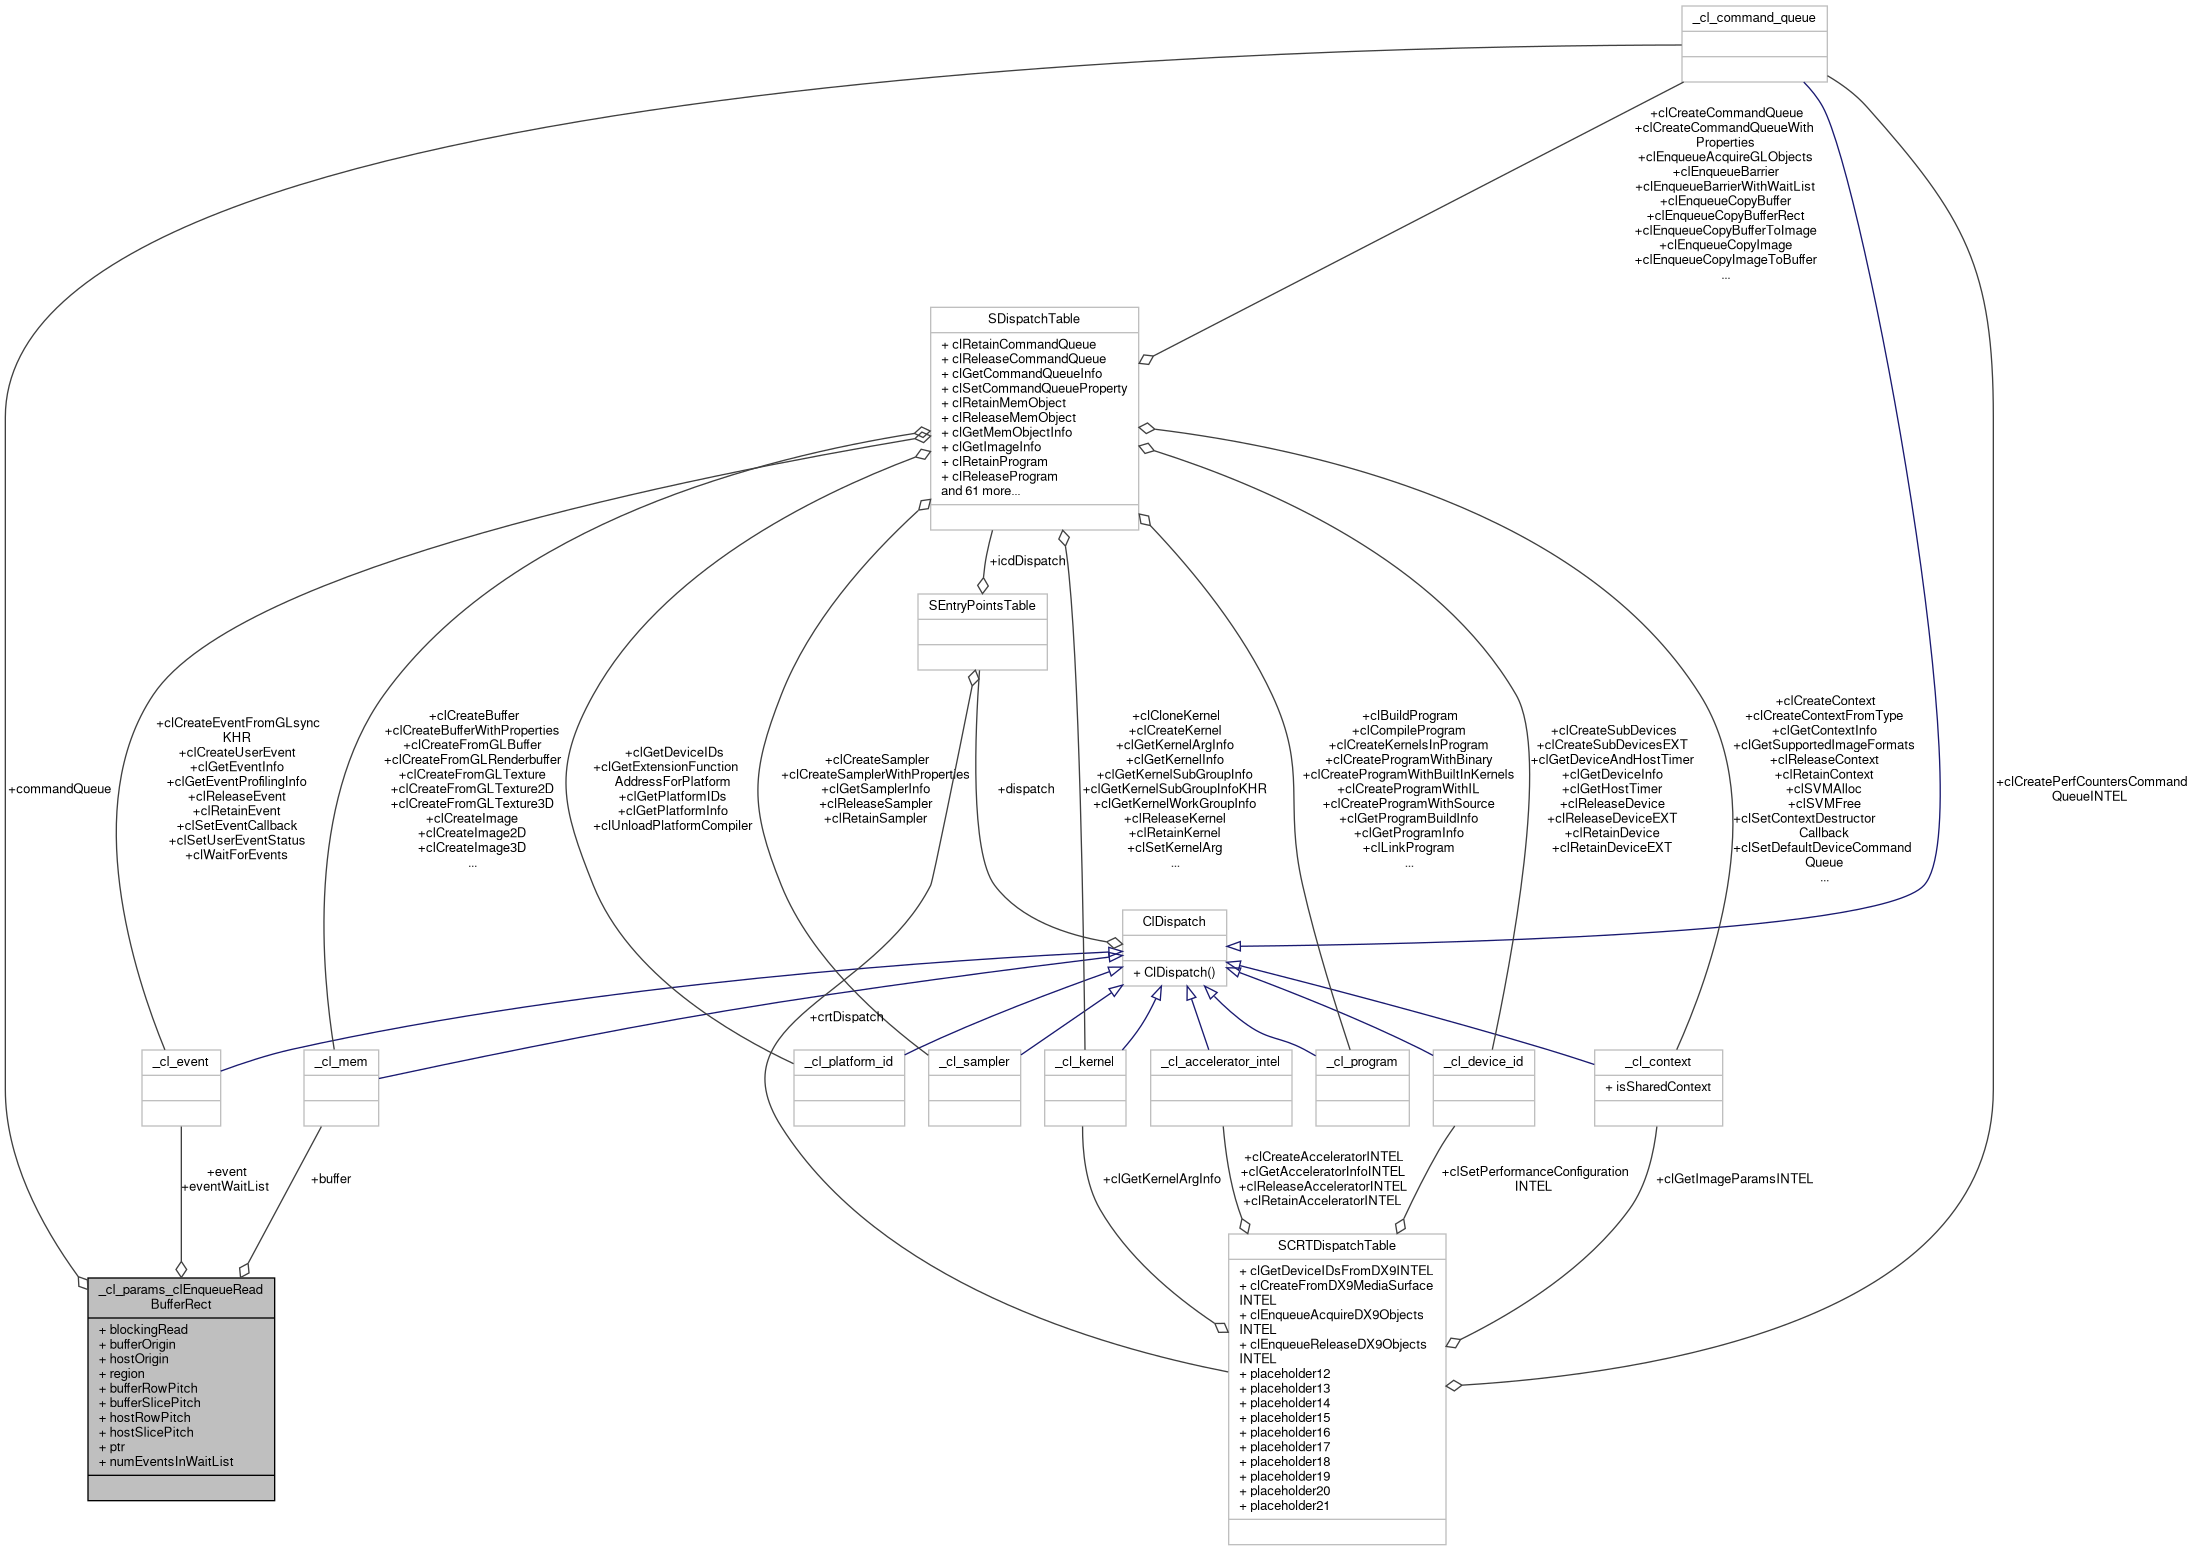 _cl_command_queue
+clCreateCommandQueue
+clCreateCommandQueueWith
Properties
+clEnqueueAcquireGLObjects
+clEnqueueBarrier
+clEnqueueBarrierWithWaitList
+clEnqueueCopyBuffer
+clEnqueueCopyBufferRect
+clEnqueueCopyBufferToImage
+clEnqueueCopyImage
+clEnqueueCopyImageToBuffer
...
SDispatchTable
+ clRetainCommandQueue
+ clReleaseCommandQueue
+ clGetCommandQueueInfo
+ clSetCommandQueueProperty
+ clRetainMemObject
+ clReleaseMemObject
+ clGetMemObjectInfo
+ clGetImageInfo
+ clRetainProgram
+ clReleaseProgram
and 61 more...
+icdDispatch
SEntryPointsTable
+commandQueue
+clCreateEventFromGLsync
KHR
+clCreateUserEvent
+clGetEventInfo
+clGetEventProfilingInfo
+clReleaseEvent
+clRetainEvent
+clSetEventCallback
+clSetUserEventStatus
+clWaitForEvents
+clCreateBuffer
+clCreateBufferWithProperties
+clCreateFromGLBuffer
+clCreateFromGLRenderbuffer
+clCreateFromGLTexture
+clCreateFromGLTexture2D
+clCreateFromGLTexture3D
+clCreateImage
+clCreateImage2D
+clCreateImage3D
...
+clGetDeviceIDs
+clGetExtensionFunction
AddressForPlatform
+clGetPlatformIDs
+clGetPlatformInfo
+clUnloadPlatformCompiler
+clCreateSampler
+clCreateSamplerWithProperties
+clGetSamplerInfo
+clReleaseSampler
+clRetainSampler
+dispatch
+clCloneKernel
+clCreateKernel
+clGetKernelArgInfo
+clGetKernelInfo
+clGetKernelSubGroupInfo
+clGetKernelSubGroupInfoKHR
+clGetKernelWorkGroupInfo
+clReleaseKernel
+clRetainKernel
+clSetKernelArg
...
+clBuildProgram
+clCompileProgram
+clCreateKernelsInProgram
+clCreateProgramWithBinary
+clCreateProgramWithBuiltInKernels
+clCreateProgramWithIL
+clCreateProgramWithSource
+clGetProgramBuildInfo
+clGetProgramInfo
+clLinkProgram
...
+clCreateSubDevices
+clCreateSubDevicesEXT
+clGetDeviceAndHostTimer
+clGetDeviceInfo
+clGetHostTimer
+clReleaseDevice
+clReleaseDeviceEXT
+clRetainDevice
+clRetainDeviceEXT
+clCreateContext
+clCreateContextFromType
+clGetContextInfo
+clGetSupportedImageFormats
+clReleaseContext
+clRetainContext
+clSVMAlloc
+clSVMFree
+clSetContextDestructor
Callback
+clSetDefaultDeviceCommand
Queue
...
+clCreatePerfCountersCommand
QueueINTEL
ClDispatch
+ ClDispatch()
+crtDispatch
_cl_event
_cl_mem
_cl_platform_id
_cl_sampler
_cl_kernel
_cl_accelerator_intel
_cl_program
_cl_device_id
_cl_context
+ isSharedContext
+event
+eventWaitList
+buffer
+clGetKernelArgInfo
+clCreateAcceleratorINTEL
+clGetAcceleratorInfoINTEL
+clReleaseAcceleratorINTEL
+clRetainAcceleratorINTEL
+clSetPerformanceConfiguration
INTEL
+clGetImageParamsINTEL
_cl_params_clEnqueueRead
BufferRect
+ blockingRead
+ bufferOrigin
+ hostOrigin
+ region
+ bufferRowPitch
+ bufferSlicePitch
+ hostRowPitch
+ hostSlicePitch
+ ptr
+ numEventsInWaitList
SCRTDispatchTable
+ clGetDeviceIDsFromDX9INTEL
+ clCreateFromDX9MediaSurface
INTEL
+ clEnqueueAcquireDX9Objects
INTEL
+ clEnqueueReleaseDX9Objects
INTEL
+ placeholder12
+ placeholder13
+ placeholder14
+ placeholder15
+ placeholder16
+ placeholder17
+ placeholder18
+ placeholder19
+ placeholder20
+ placeholder21